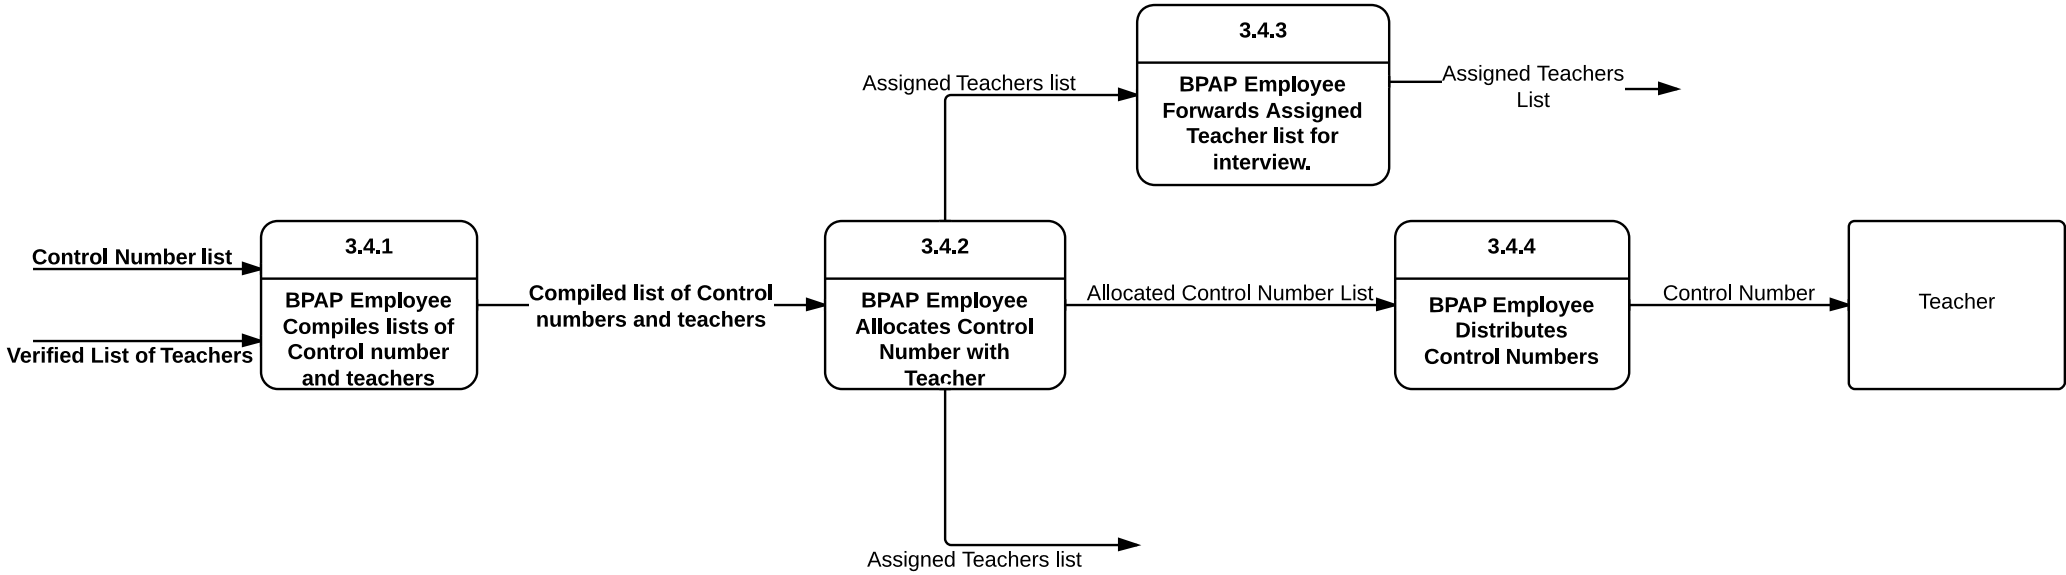 3.4.3
BPAP Employee
Forwards Assigned
Teacher list for
interview.
Assigned Teachers list
Assigned Teachers
List
Control Number list
Verified List of Teachers
3.4.1
BPAP Employee
Compiles lists of
Control number
and teachers
Compiled list of Control
numbers and teachers
3.4.2
BPAP Employee
Allocates Control
Number with
Teacher
Allocated Control Number List
3.4.4
BPAP Employee
Distributes
Control Numbers
Control Number
Teacher
Assigned Teachers list